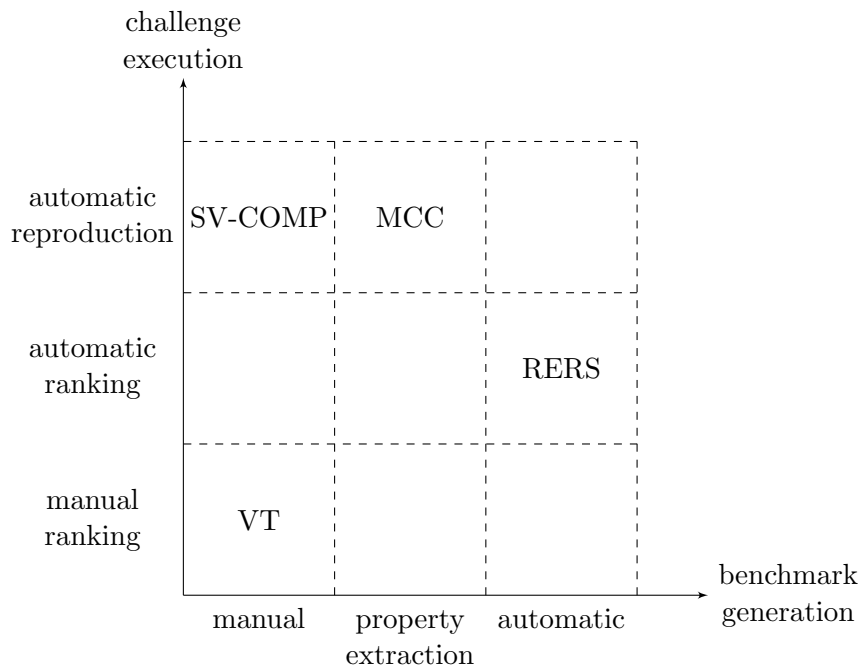 challenge
execution
automatic
reproduction
SV-COMP
MCC
automatic
ranking
RERS
manual
ranking
VT
benchmark
generation
manual
property
extraction
automatic